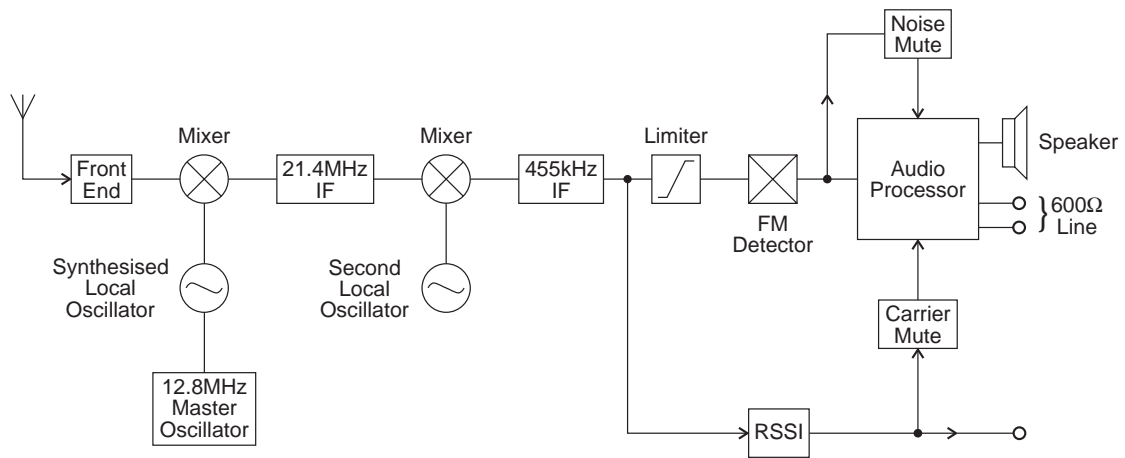 Noise
Mute
Mixer
Mixer
Limiter
Speaker
Front
End
21.4MHz
IF
455kHz
IF
Audio
Processor
600Ω
Line
FM
Detector
Synthesised
Local
Oscillator
Second
Local
Oscillator
Carrier
Mute
12.8MHz
Master
Oscillator
RSSI